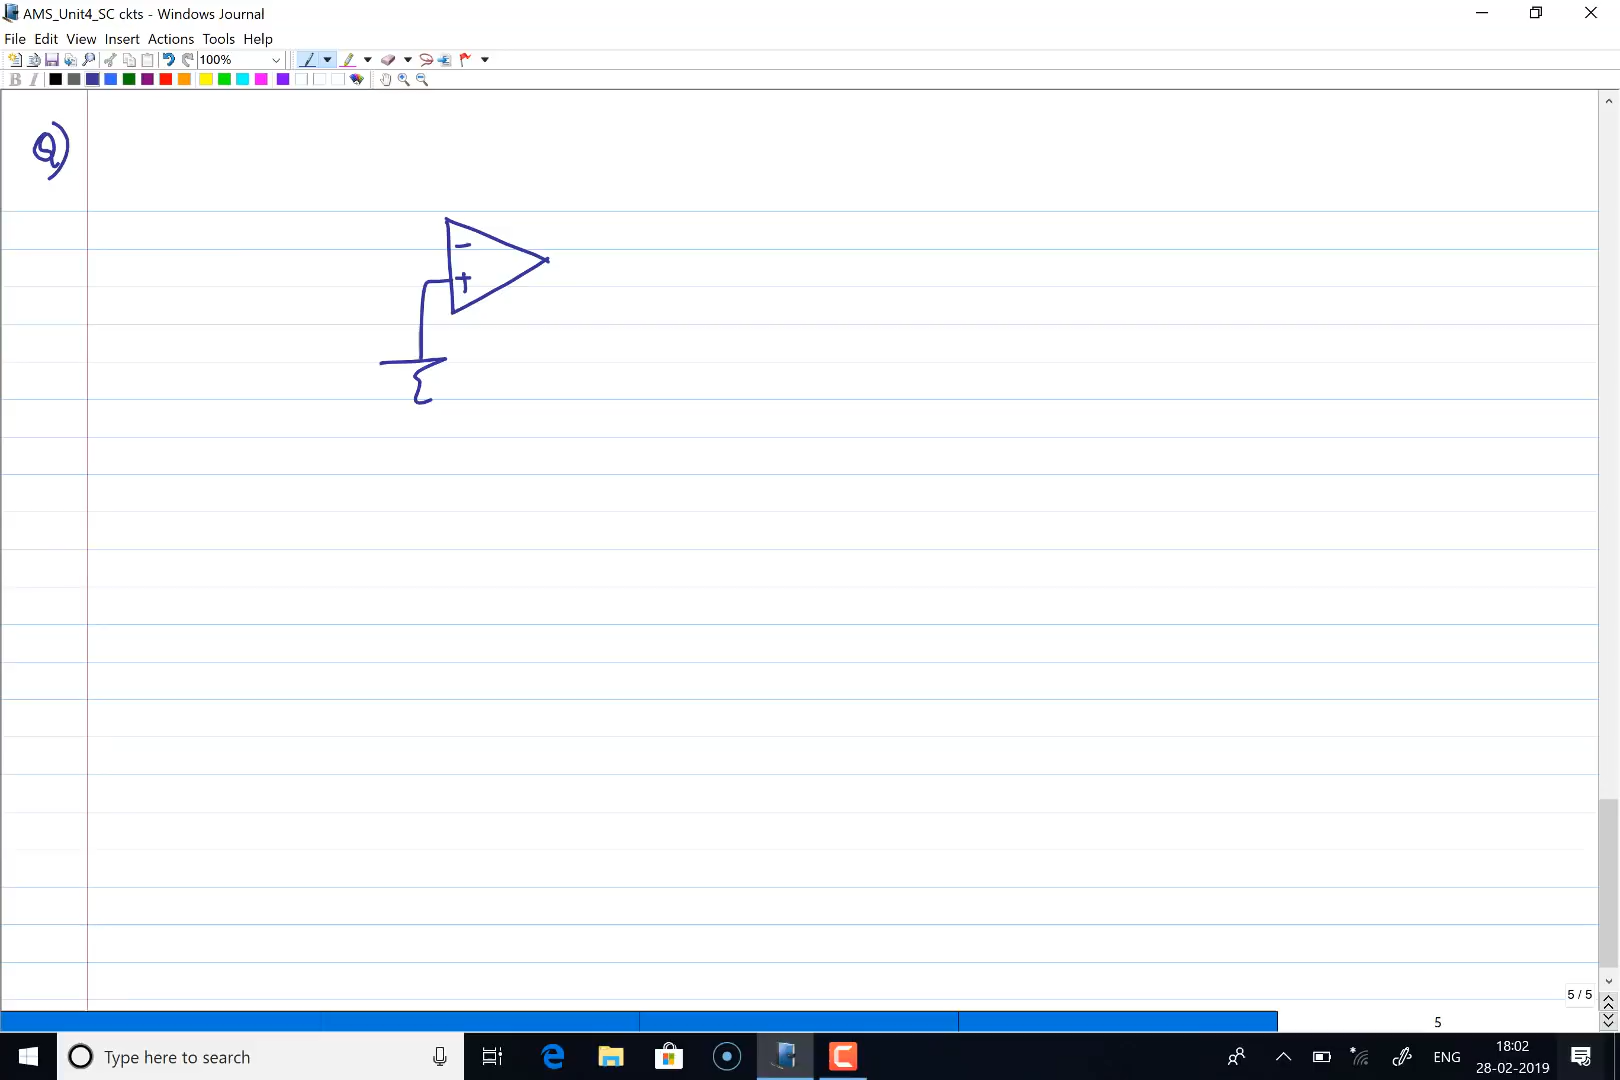 AMS_Unit4_SC ckts - Windows Journal
File Edit View Insert Actions Tools Help
100%
B I
Q)
-
+
5 / 5
5
Type here to search
ENG
18:02
28-02-2019